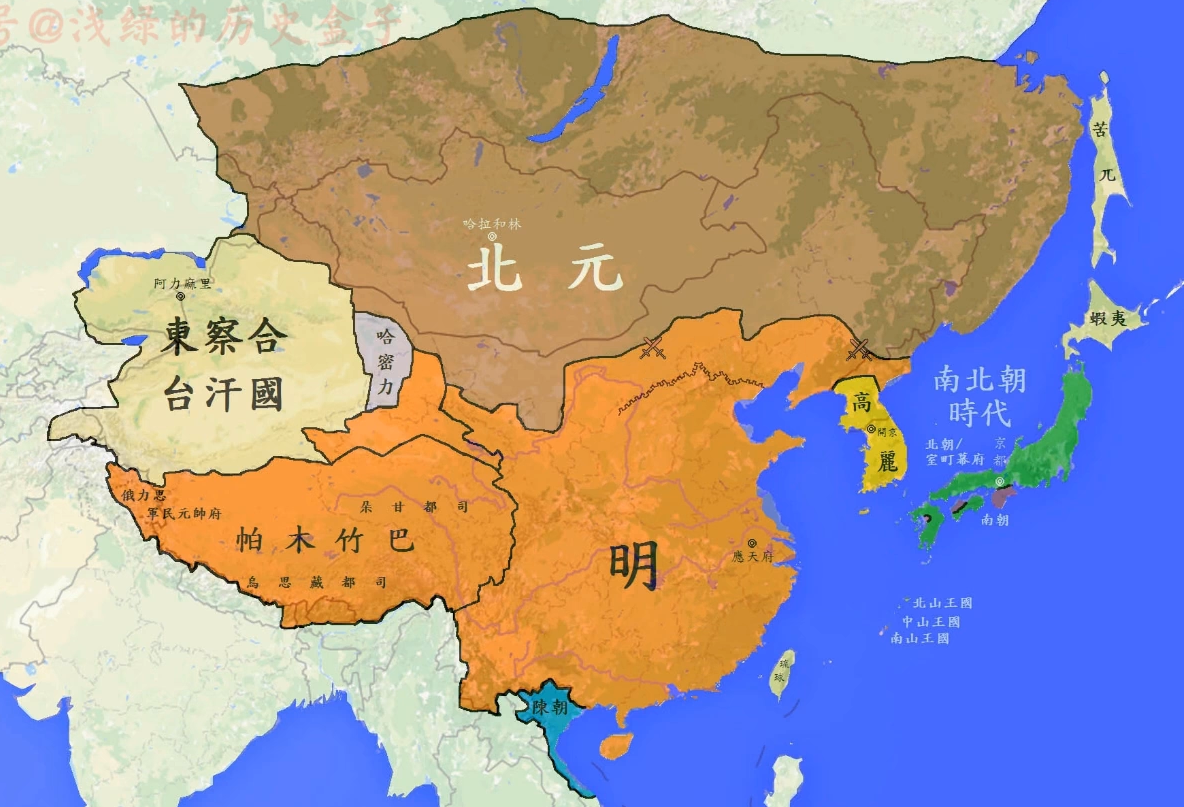 号@浅绿的历史盒子
苦兀
哈拉和林
北元
阿力麻里
東察合
台汗國
哈密力
蝦夷
南北朝
時代
高麗
開京
北朝/
室町幕府
京都
南朝
俄力思
軍民元帥府
朵甘都司
帕木竹巴
烏思藏都司
明
應天府
北山王國
中山王國
南山王國
琉球
陳朝